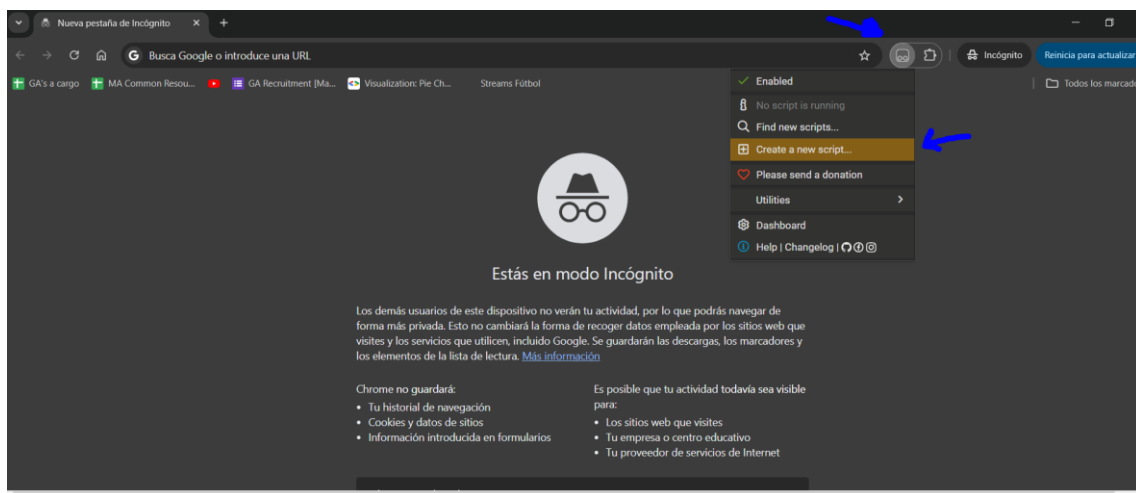 Nueva pestaña de Incógnito
Busca Google o introduce una URL
Incógnito
Reinicia para actualizar
GA's a cargo
MA Common Resou...
GA Recruitment [Ma...
Visualization: Pie Ch...
Streams Fútbol
Todos los marcado
Enabled
No script is running
Find new scripts...
Create a new script...
Please send a donation
Utilities
Dashboard
Help | Changelog |
Estás en modo Incógnito
Los demás usuarios de este dispositivo no verán tu actividad, por lo que podrás navegar de
forma más privada. Esto no cambiará la forma de recoger datos empleada por los sitios web que
visites y los servicios que utilicen, incluido Google. Se guardarán las descargas, los marcadores y
los elementos de la lista de lectura. Más información
Chrome no guardará:
• Tu historial de navegación
• Cookies y datos de sitios
• Información introducida en formularios
Es posible que tu actividad todavía sea visible
para:
• Los sitios web que visites
• Tu empresa o centro educativo
• Tu proveedor de servicios de Internet